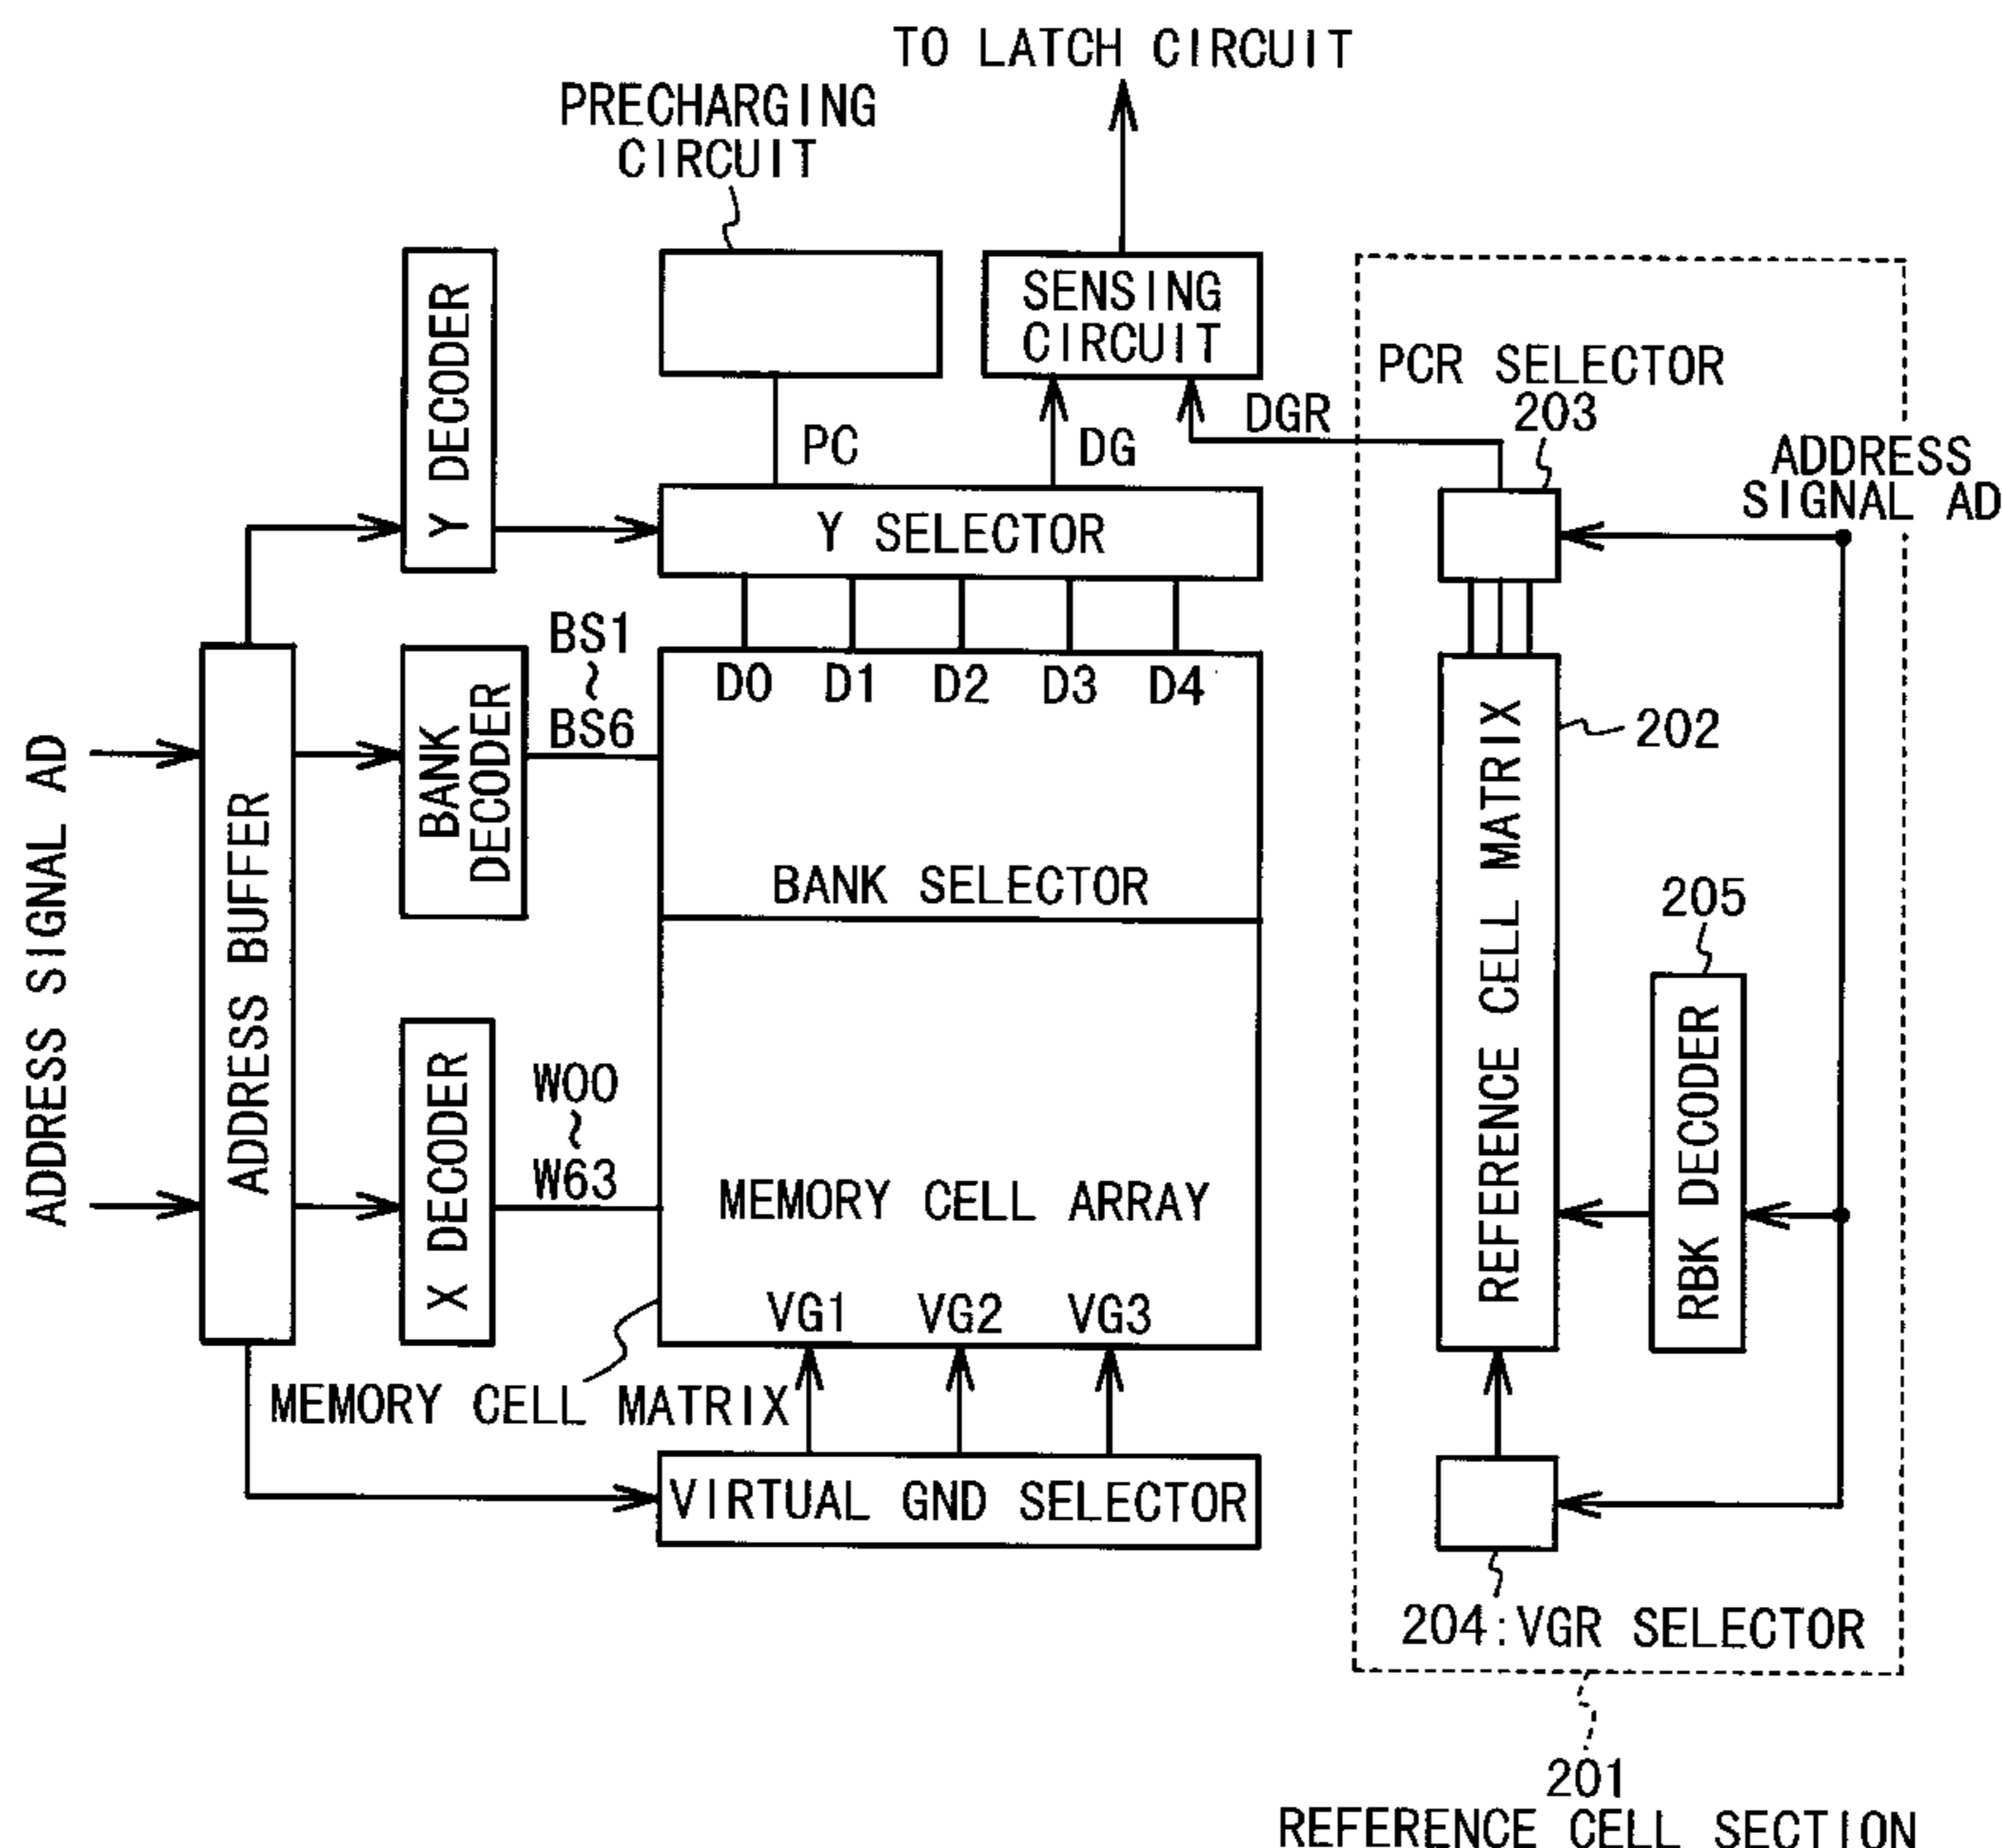 TO LATCH CIRCUIT
PRECHARGING
CIRCUIT
SENSING
CIRCUIT
Y DECODER
PC
DG
DGR
PCR SELECTOR
203
ADDRESS
SIGNAL AD
Y SELECTOR
BS1
~
BS6
D0 D1 D2 D3 D4
ADDRESS SIGNAL AD
ADDRESS BUFFER
BANK
DECODER
BANK SELECTOR
REFERENCE CELL MATRIX
202
205
RBK DECODER
X DECODER
W00
~
W63
MEMORY CELL ARRAY
VG1 VG2 VG3
MEMORY CELL MATRIX
VIRTUAL GND SELECTOR
204:VGR SELECTOR
201
REFERENCE CELL SECTION